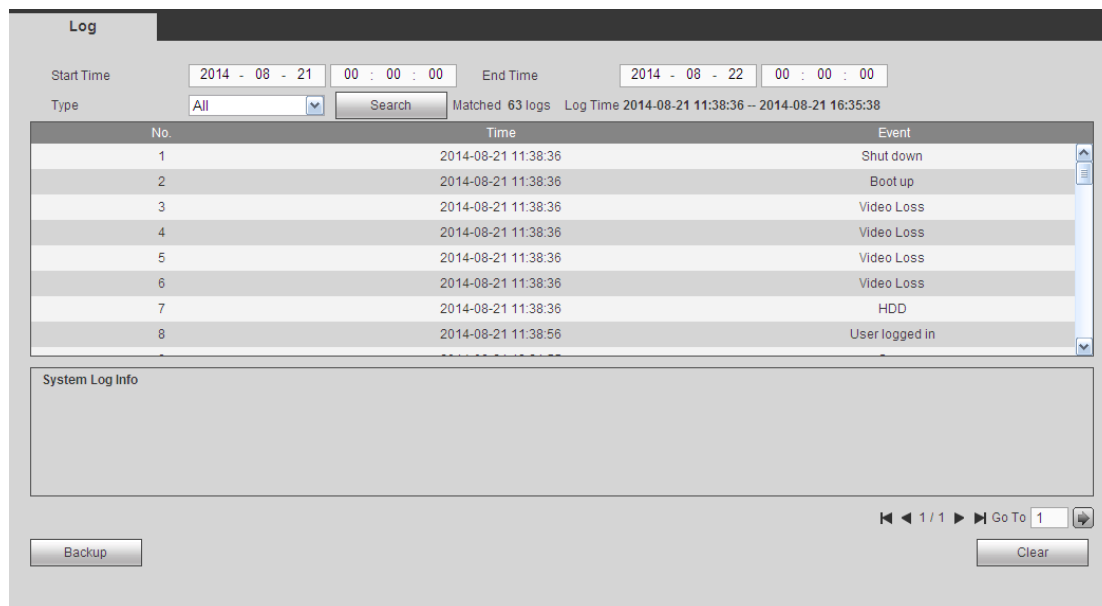 Log
Start Time 2014 - 08 - 21 00 : 00 : 00 End Time 2014 - 08 - 22 00 : 00 : 00
Type All Search Matched 63 logs Log Time 2014-08-21 11:38:36 -- 2014-08-21 16:35:38
No. Time Event
1 2014-08-21 11:38:36 Shut down
2 2014-08-21 11:38:36 Boot up
3 2014-08-21 11:38:36 Video Loss
4 2014-08-21 11:38:36 Video Loss
5 2014-08-21 11:38:36 Video Loss
6 2014-08-21 11:38:36 Video Loss
7 2014-08-21 11:38:36 HDD
8 2014-08-21 11:38:56 User logged in
System Log Info
1 / 1 Go To 1
Backup Clear